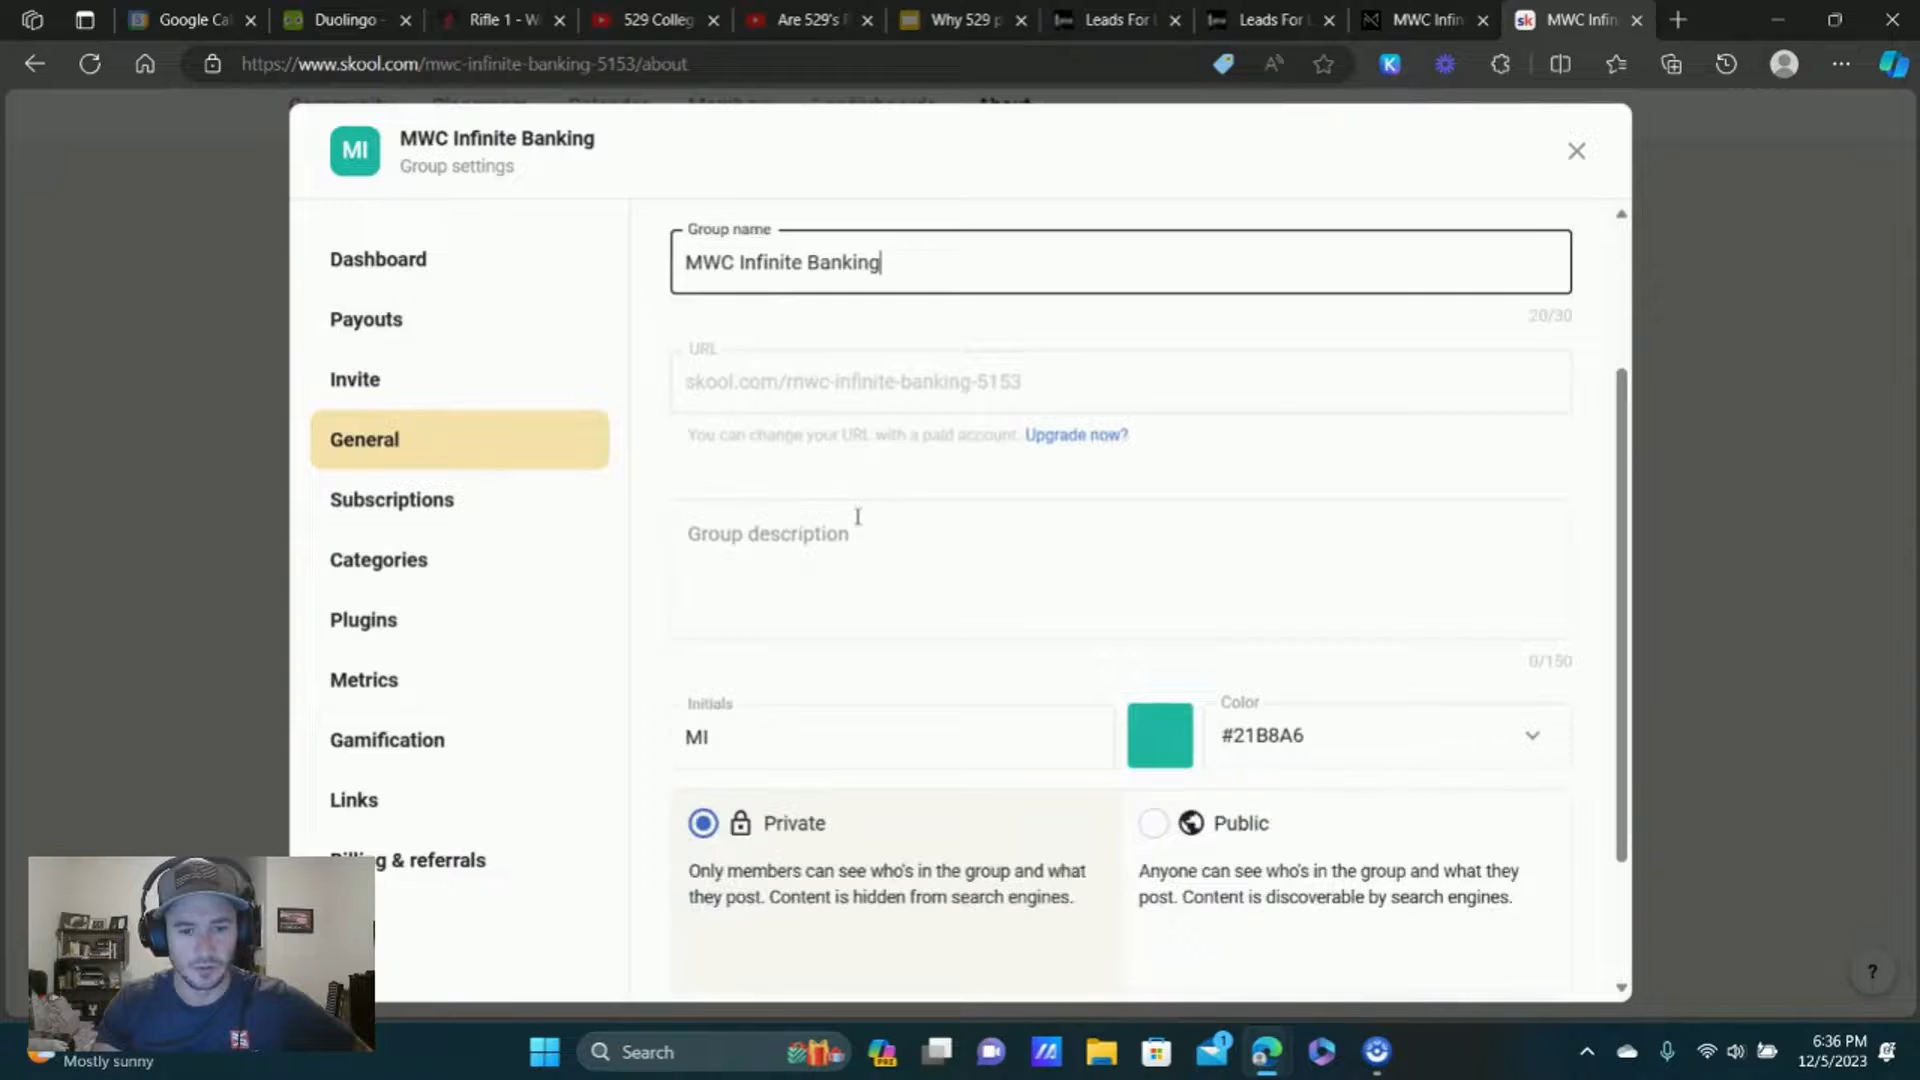 Google Cal
Duolingo -
Rifle 1 - W
529 Colleg
Are 529's
Why 529 p
Leads For
Leads For
MWC Infin
MWC Infin
https://www.skool.com/mwc-infinite-banking-5153/about
About
MI
MWC Infinite Banking
Group settings
Dashboard
Payouts
Invite
General
Subscriptions
Categories
Plugins
Metrics
Gamification
Links
Billing & referrals
Group name
MWC Infinite Banking
20/30
URL
skool.com/mwc-infinite-banking-5153
You can change your URL with a paid account. Upgrade now?
Group description
0/150
Initials
MI
Color
#21B8A6
Private
Only members can see who's in the group and what
they post. Content is hidden from search engines.
Public
Anyone can see who's in the group and what they
post. Content is discoverable by search engines.
?
Mostly sunny
Search
PRE
1
6:36 PM
12/5/2023